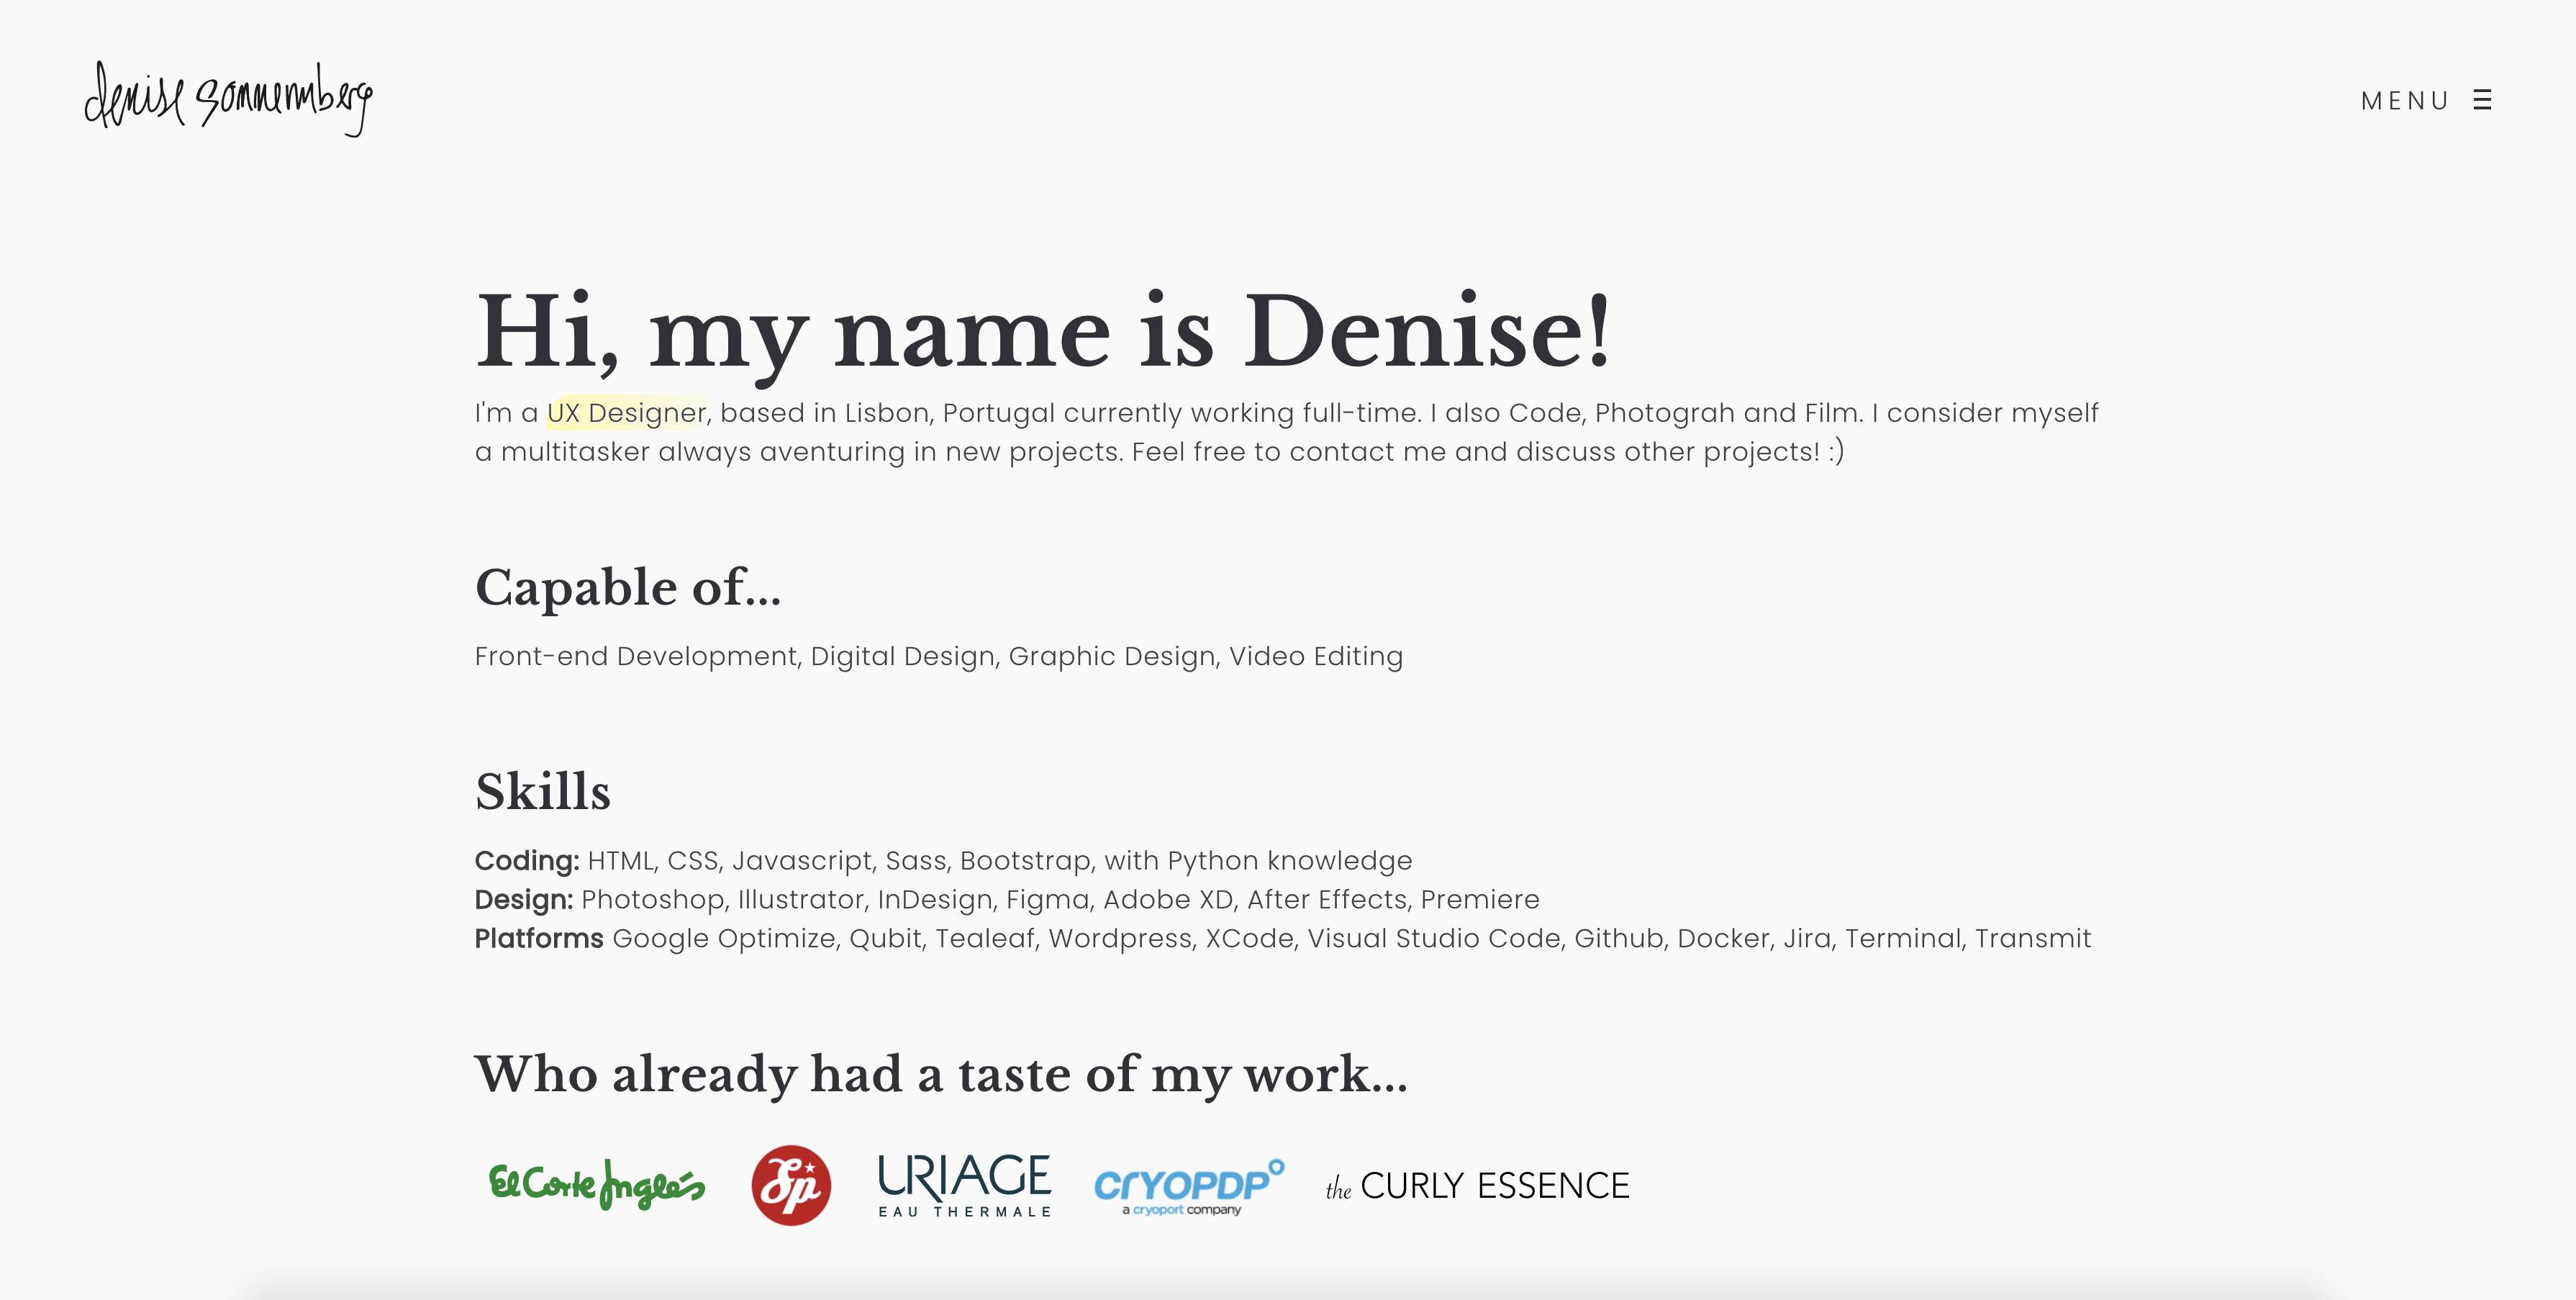 denise sonnemberg
MENU
Hi, my name is Denise!
I'm a UX Designer, based in Lisbon, Portugal currently working full-time. I also Code, Photograh and Film. I consider myself
a multitasker always aventuring in new projects. Feel free to contact me and discuss other projects! :)
Capable of...
Front-end Development, Digital Design, Graphic Design, Video Editing
Skills
Coding: HTML, CSS, Javascript, Sass, Bootstrap, with Python knowledge
Design: Photoshop, Illustrator, InDesign, Figma, Adobe XD, After Effects, Premiere
Platforms Google Optimize, Qubit, Tealeaf, Wordpress, XCode, Visual Studio Code, Github, Docker, Jira, Terminal, Transmit
Who already had a taste of my work...
El Corte Inglés
Sp
URIAGE
EAU THERMALE
CRYOPDP
a cryoport company
the CURLY ESSENCE